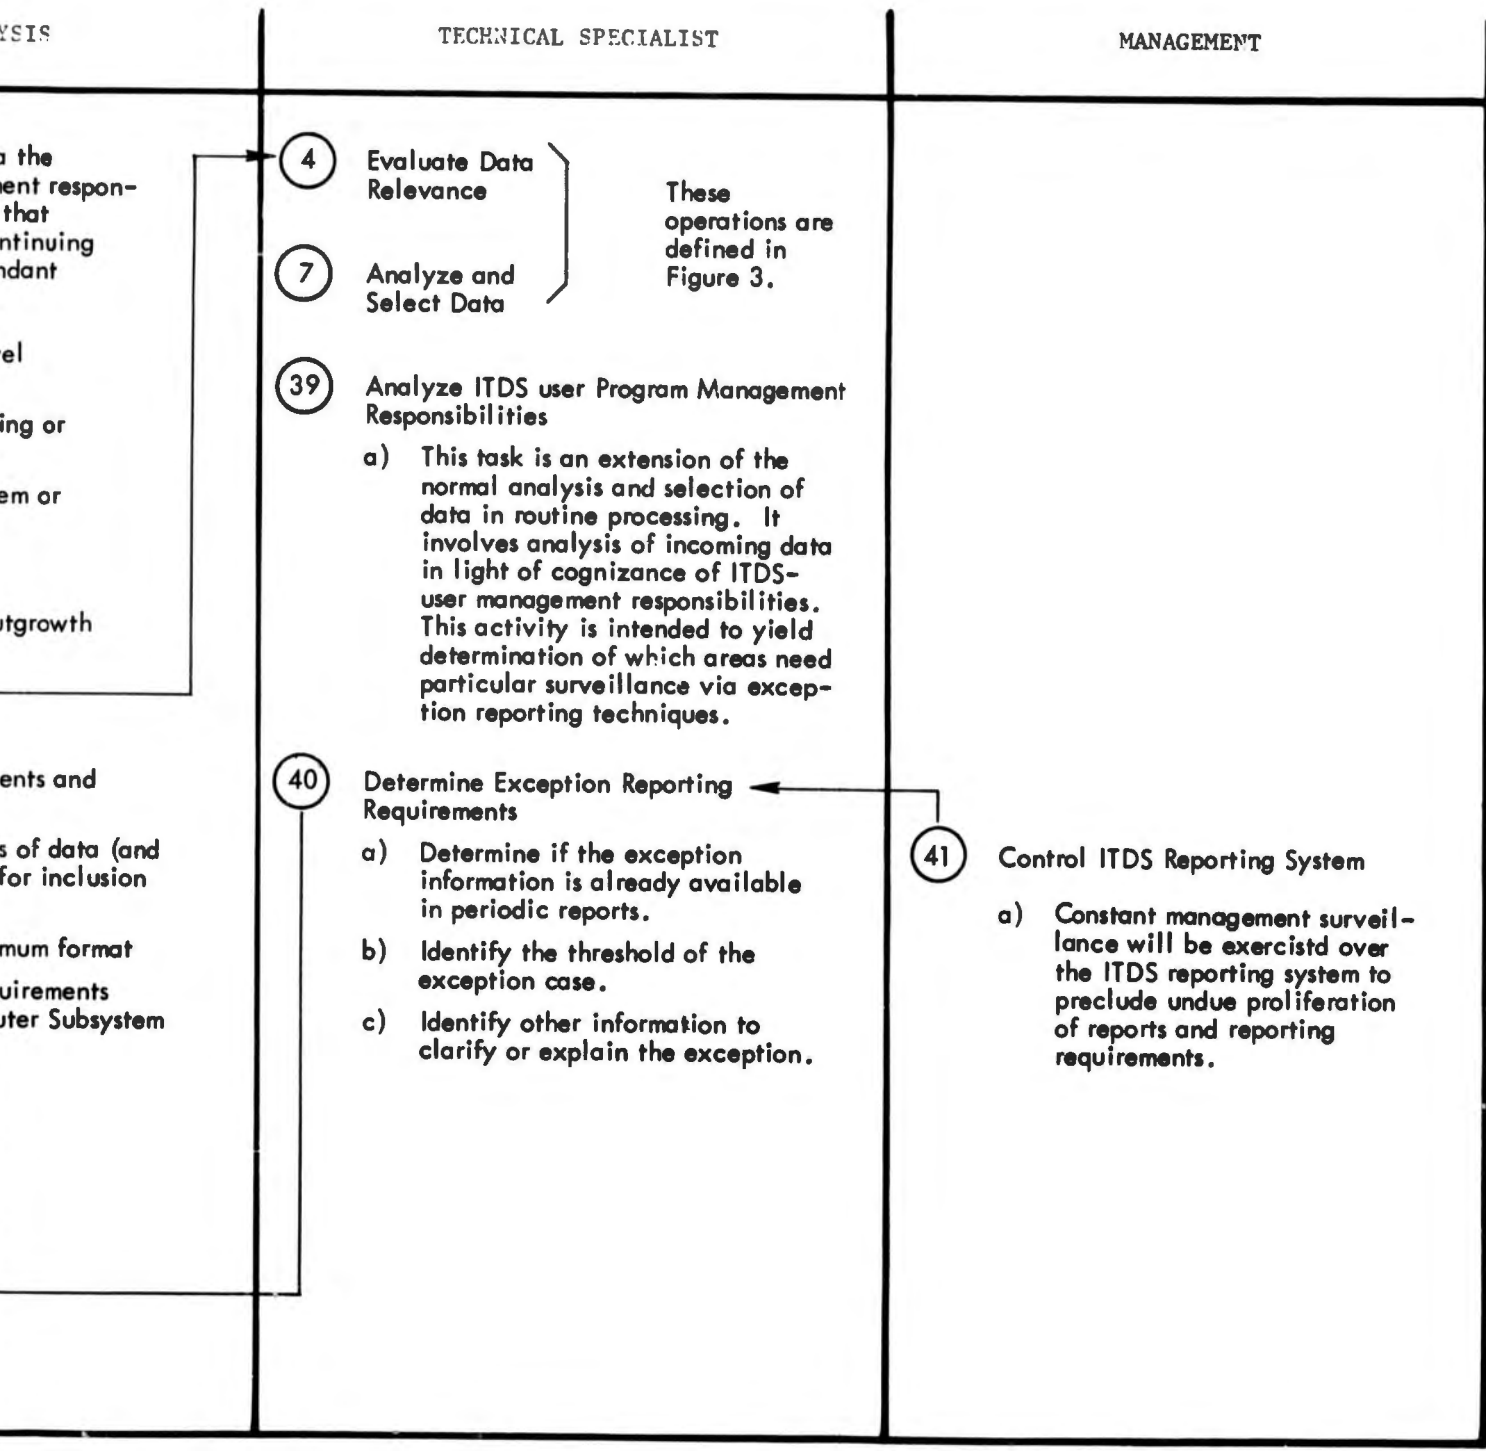 YSIS
TECHNICAL SPECIALIST
MANAGEMENT
the
ent respon-
that
ntinuing
ndant
el
ing or
em or
utgrowth
ents and
s of data (and
for inclusion
mum format
uirements
uter Subsystem
4 Evaluate Data
Relevance
7 Analyze and
Select Data
These
operations are
defined in
Figure 3.
39 Analyze ITDS user Program Management
Responsibilities
a) This task is an extension of the
normal analysis and selection of
data in routine processing. It
involves analysis of incoming data
in light of cognizance of ITDS-
user management responsibilities.
This activity is intended to yield
determination of which areas need
particular surveillance via excep-
tion reporting techniques.
40 Determine Exception Reporting
Requirements
a) Determine if the exception
information is already available
in periodic reports.
b) Identify the threshold of the
exception case.
c) Identify other information to
clarify or explain the exception.
41 Control ITDS Reporting System
a) Constant management surveil-
lance will be exercistd over
the ITDS reporting system to
preclude undue proliferation
of reports and reporting
requirements.